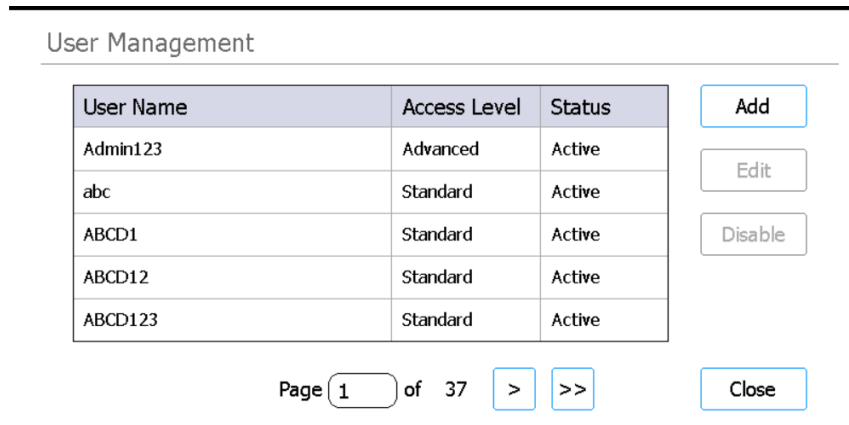 User Management
User Name Access Level Status Add
Admin123 Advanced Active
Edit
abc Standard Active
ABCD1 Standard Active Disable
ABCD12 Standard Active
ABCD123 Standard Active
Page 1 of 37 > >> Close